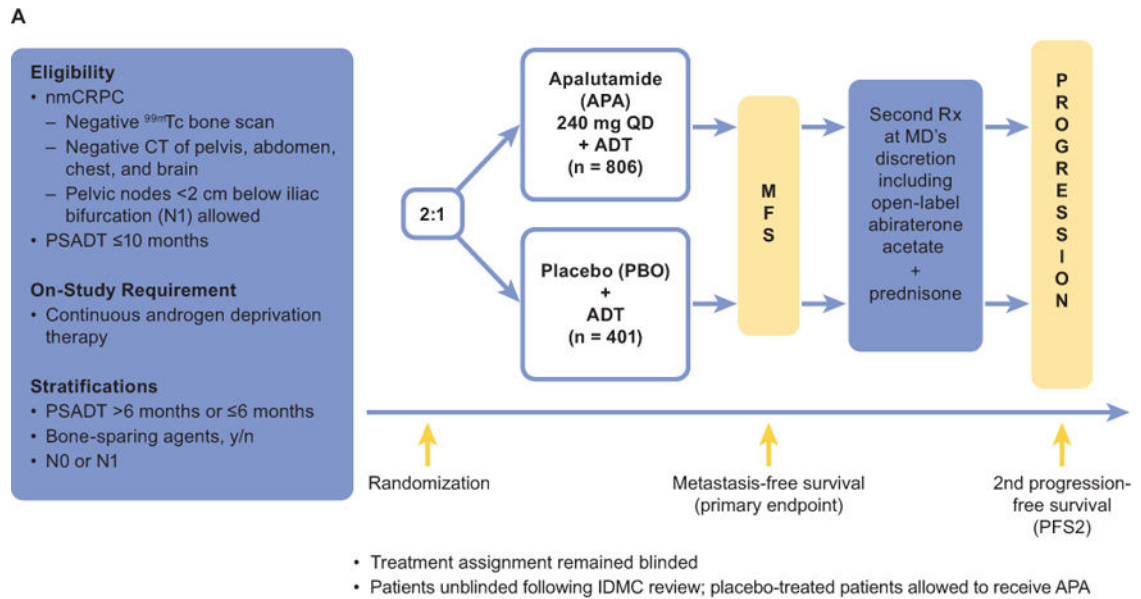 A
Eligibility
• nmCRPC
– Negative 99mTc bone scan
– Negative CT of pelvis, abdomen,
chest, and brain
– Pelvic nodes <2 cm below iliac
bifurcation (N1) allowed
• PSADT ≤10 months
On-Study Requirement
• Continuous androgen deprivation
therapy
Stratifications
• PSADT >6 months or ≤6 months
• Bone-sparing agents, y/n
• N0 or N1
2:1
Apalutamide
(APA)
240 mg QD
+ ADT
(n = 806)
Placebo (PBO)
+
ADT
(n = 401)
MFS
Second Rx
at MD's
discretion
including
open-label
abiraterone
acetate
+
prednisone
PROGRESSION
Randomization
Metastasis-free survival
(primary endpoint)
2nd progression-
free survival
(PFS2)
• Treatment assignment remained blinded
• Patients unblinded following IDMC review; placebo-treated patients allowed to receive APA